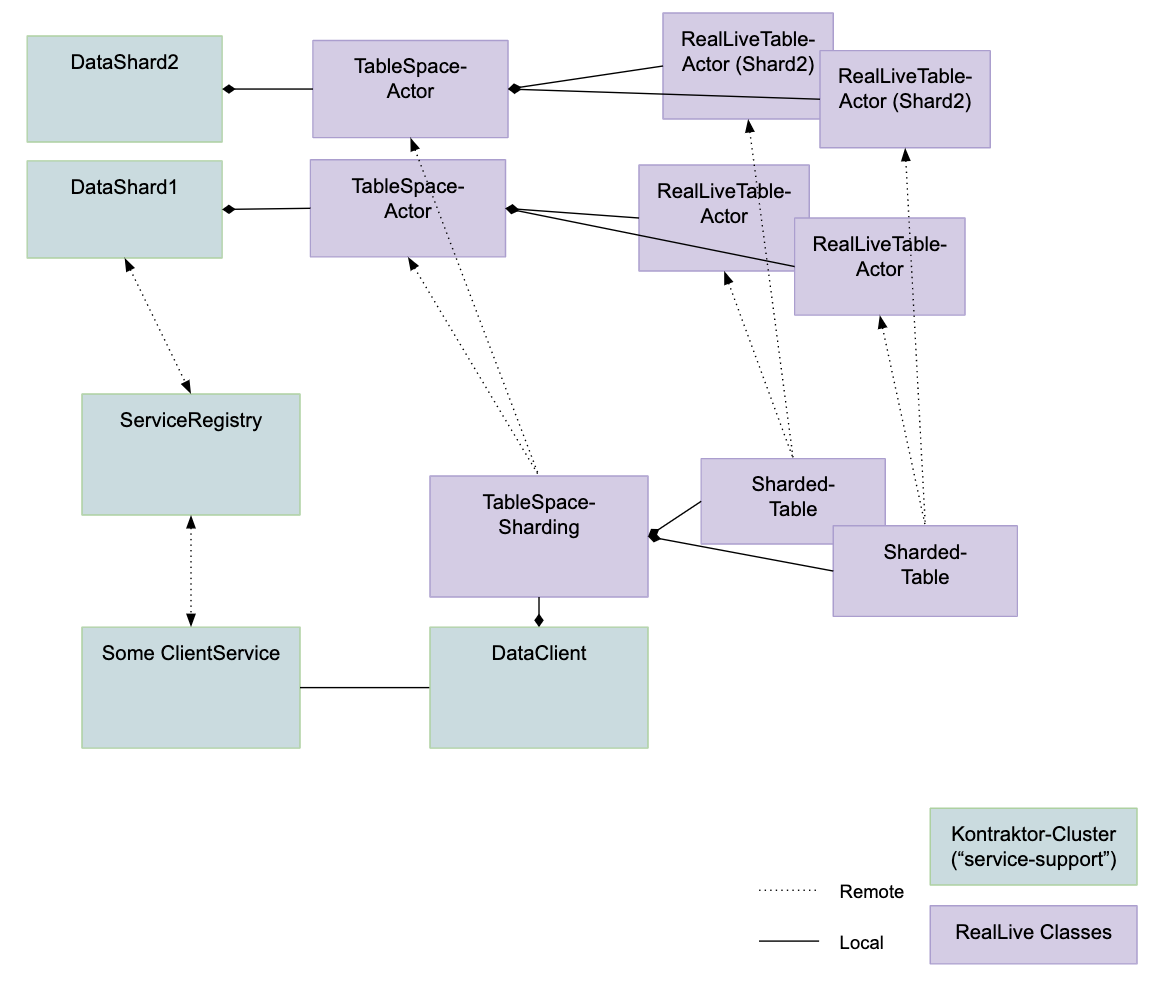 DataShard2
TableSpace-
Actor
RealLiveTable-
Actor (Shard2)
RealLiveTable-
Actor (Shard2)
DataShard1
TableSpace-
Actor
RealLiveTable-
Actor
RealLiveTable-
Actor
ServiceRegistry
TableSpace-
Sharding
Sharded-
Table
Sharded-
Table
Some ClientService
DataClient
Kontraktor-Cluster
(“service-support”)
Remote
RealLive Classes
Local